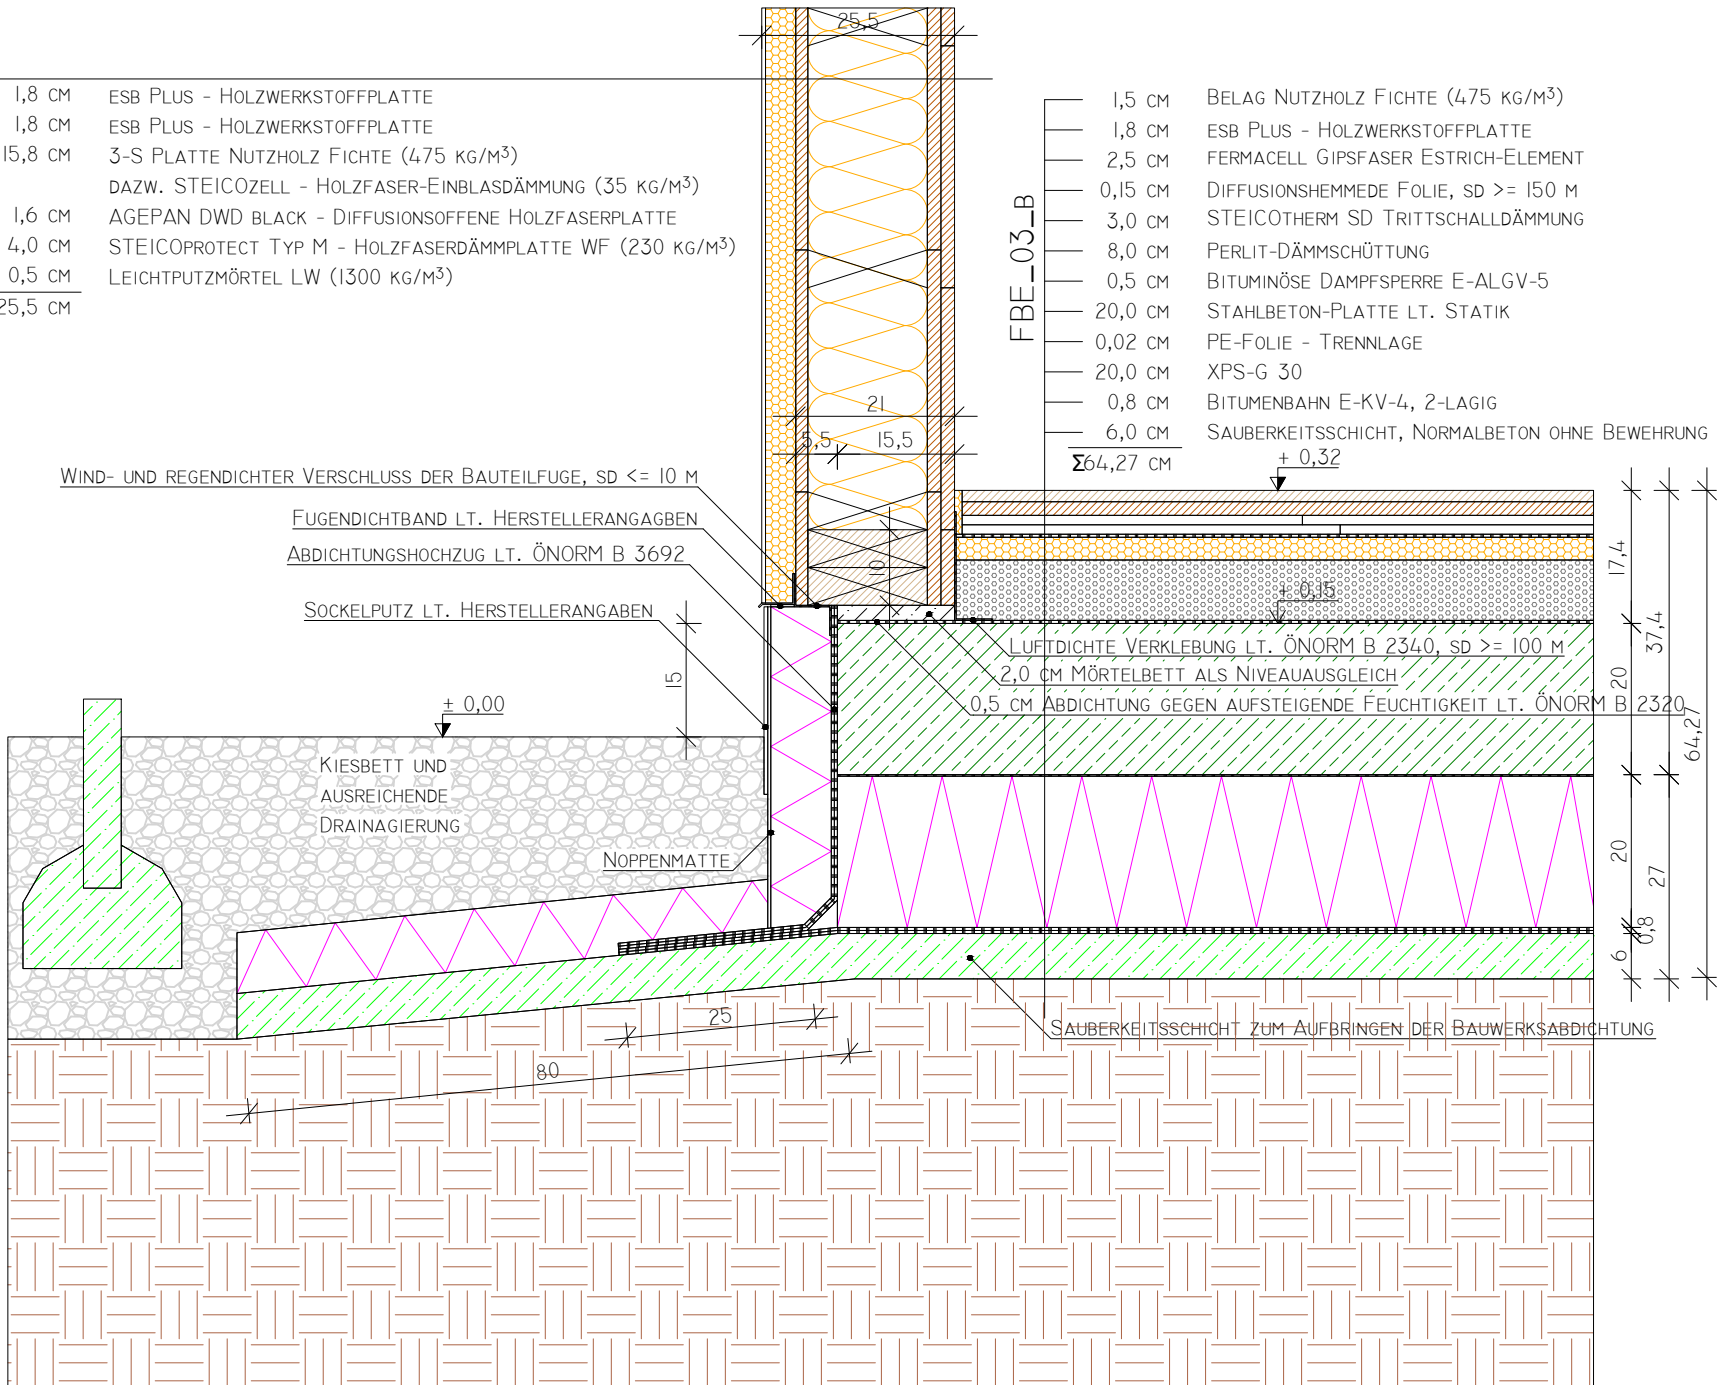 25,5
1,8 CM ESB PLUS - HOLZWERKSTOFFPLATTE
1,8 CM ESB PLUS - HOLZWERKSTOFFPLATTE
15,8 CM 3-S PLATTE NUTZHOLZ FICHTE (475 KG/M³)
DAZW. STEICOZELL - HOLZFASER-EINBLASDÄMMUNG (35 KG/M³)
1,6 CM AGEPAN DWD BLACK - DIFFUSIONSOFFENE HOLZFASERPLATTE
4,0 CM STEICOPROTECT TYP M - HOLZFASERDÄMMPLATTE WF (230 KG/M³)
0,5 CM LEICHTPUTZMÖRTEL LW (1300 KG/M³)
25,5 CM
FBE_03_B
1,5 CM BELAG NUTZHOLZ FICHTE (475 KG/M³)
1,8 CM ESB PLUS - HOLZWERKSTOFFPLATTE
2,5 CM FERMACELL GIPSFASER ESTRICH-ELEMENT
0,15 CM DIFFUSIONSHEMMEDE FOLIE, SD >= 150 M
3,0 CM STEICOTHERM SD TRITTSCHALLDÄMMUNG
8,0 CM PERLIT-DÄMMSCHÜTTUNG
0,5 CM BITUMINÖSE DAMPFSPERRE E-ALGV-5
20,0 CM STAHLBETON-PLATTE LT. STATIK
0,02 CM PE-FOLIE - TRENNLAGE
20,0 CM XPS-G 30
0,8 CM BITUMENBAHN E-KV-4, 2-LAGIG
6,0 CM SAUBERKEITSSCHICHT, NORMALBETON OHNE BEWEHRUNG
Σ64,27 CM
21
5,5 15,5
+ 0,32
WIND- UND REGENDICHTER VERSCHLUSS DER BAUTEILFUGE, SD <= 10 M
FUGENDICHTBAND LT. HERSTELLERANGAGBEN
ABDICHTUNGSHOCHZUG LT. ÖNORM B 3692
SOCKELPUTZ LT. HERSTELLERANGABEN
10
+ 0,15
17,4
37,4
LUFTDICHTE VERKLEBUNG LT. ÖNORM B 2340, SD >= 100 M
2,0 CM MÖRTELBETT ALS NIVEAUAUSGLEICH
0,5 CM ABDICHTUNG GEGEN AUFSTEIGENDE FEUCHTIGKEIT LT. ÖNORM B 2320
15
20
64,27
± 0,00
KIESBETT UND
AUSREICHENDE
DRAINAGIERUNG
NOPPENMATTE
20
27
0,8
6
25
80
SAUBERKEITSSCHICHT ZUM AUFBRINGEN DER BAUWERKSABDICHTUNG